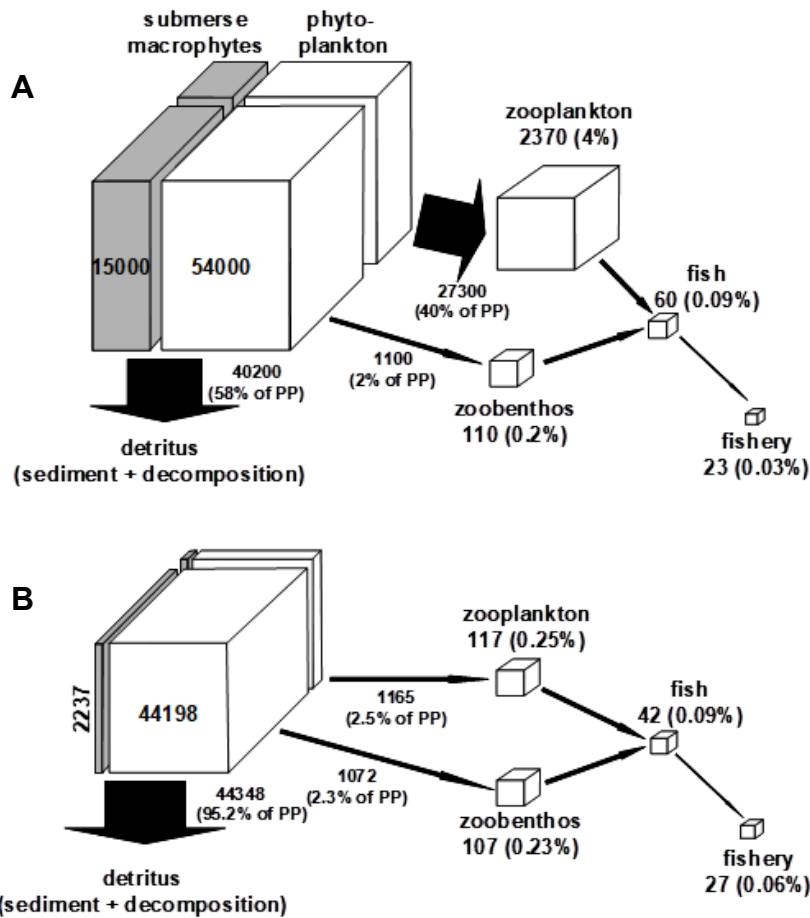 submerse
macrophytes
phyto-
plankton
A
zooplankton
2370 (4%)
15000
54000
27300
(40% of PP)
fish
60 (0.09%)
1100
(2% of PP)
40200
(58% of PP)
zoobenthos
110 (0.2%)
fishery
23 (0.03%)
detritus
(sediment + decomposition)
B
zooplankton
117 (0.25%)
2237
44198
1165
(2.5% of PP)
fish
42 (0.09%)
1072
(2.3% of PP)
44348
(95.2% of PP)
zoobenthos
107 (0.23%)
fishery
27 (0.06%)
detritus
(sediment + decomposition)